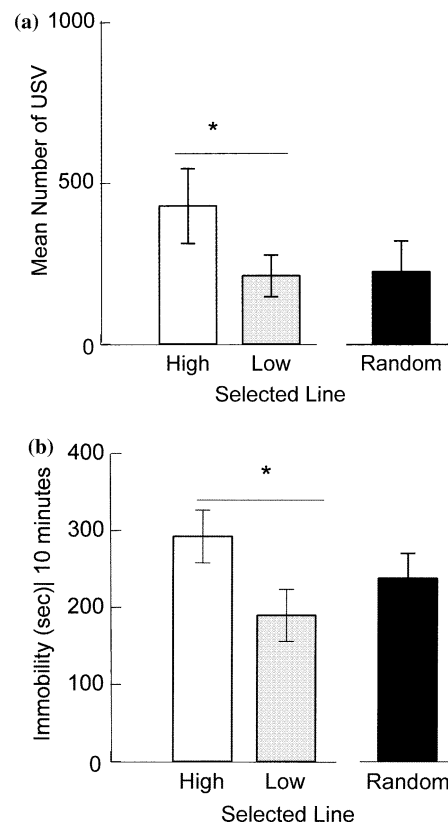 (a)
1000
500
0
Mean Number of USV
*
High Low Random
Selected Line
(b)
400
300
200
100
0
Immobility (sec)| 10 minutes
*
High Low Random
Selected Line